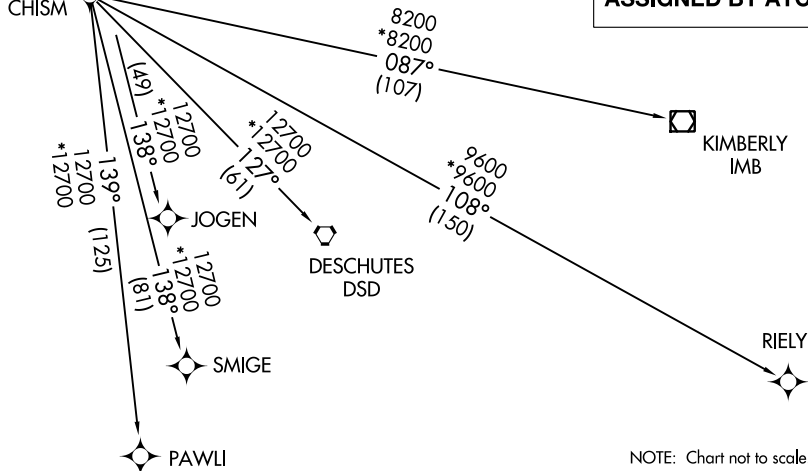 ASSIGNED BY ATC
CHISM
8200
*8200
087°
(107)
KIMBERLY
IMB
12700
*12700
138°
(49)
JOGEN
12700
*12700
127°
(61)
DESCHUTES
DSD
9600
*9600
108°
(150)
RIELY
12700
*12700
139°
(125)
PAWLI
12700
*12700
138°
(81)
SMIGE
NOTE: Chart not to scale